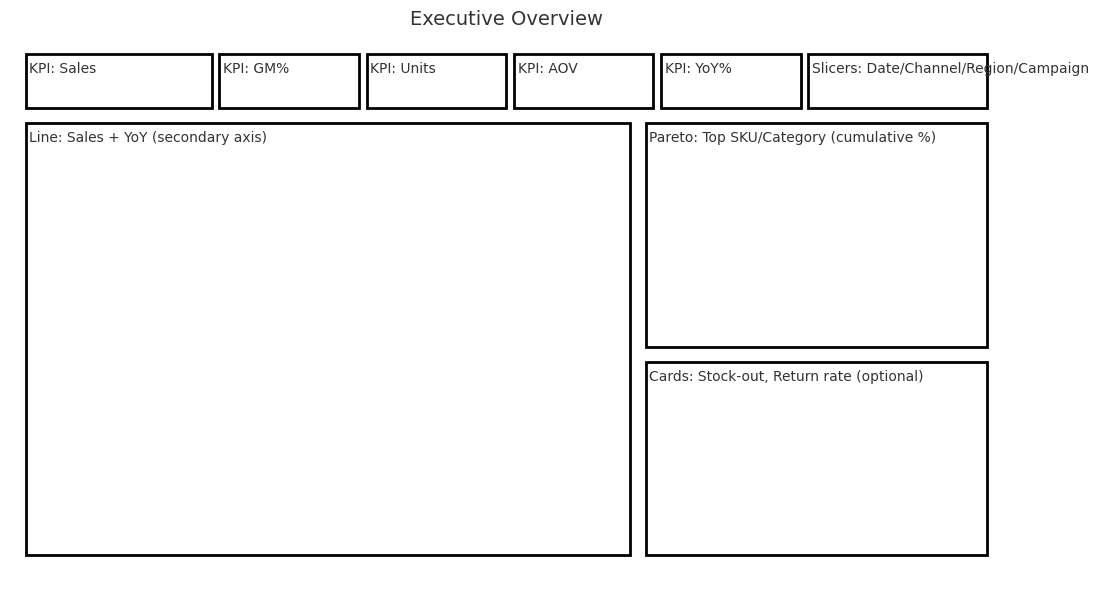 Executive Overview
KPI: Sales
KPI: GM%
KPI: Units
KPI: AOV
KPI: YoY%
Slicers: Date/Channel/Region/Campaign
Line: Sales + YoY (secondary axis)
Pareto: Top SKU/Category (cumulative %)
Cards: Stock-out, Return rate (optional)